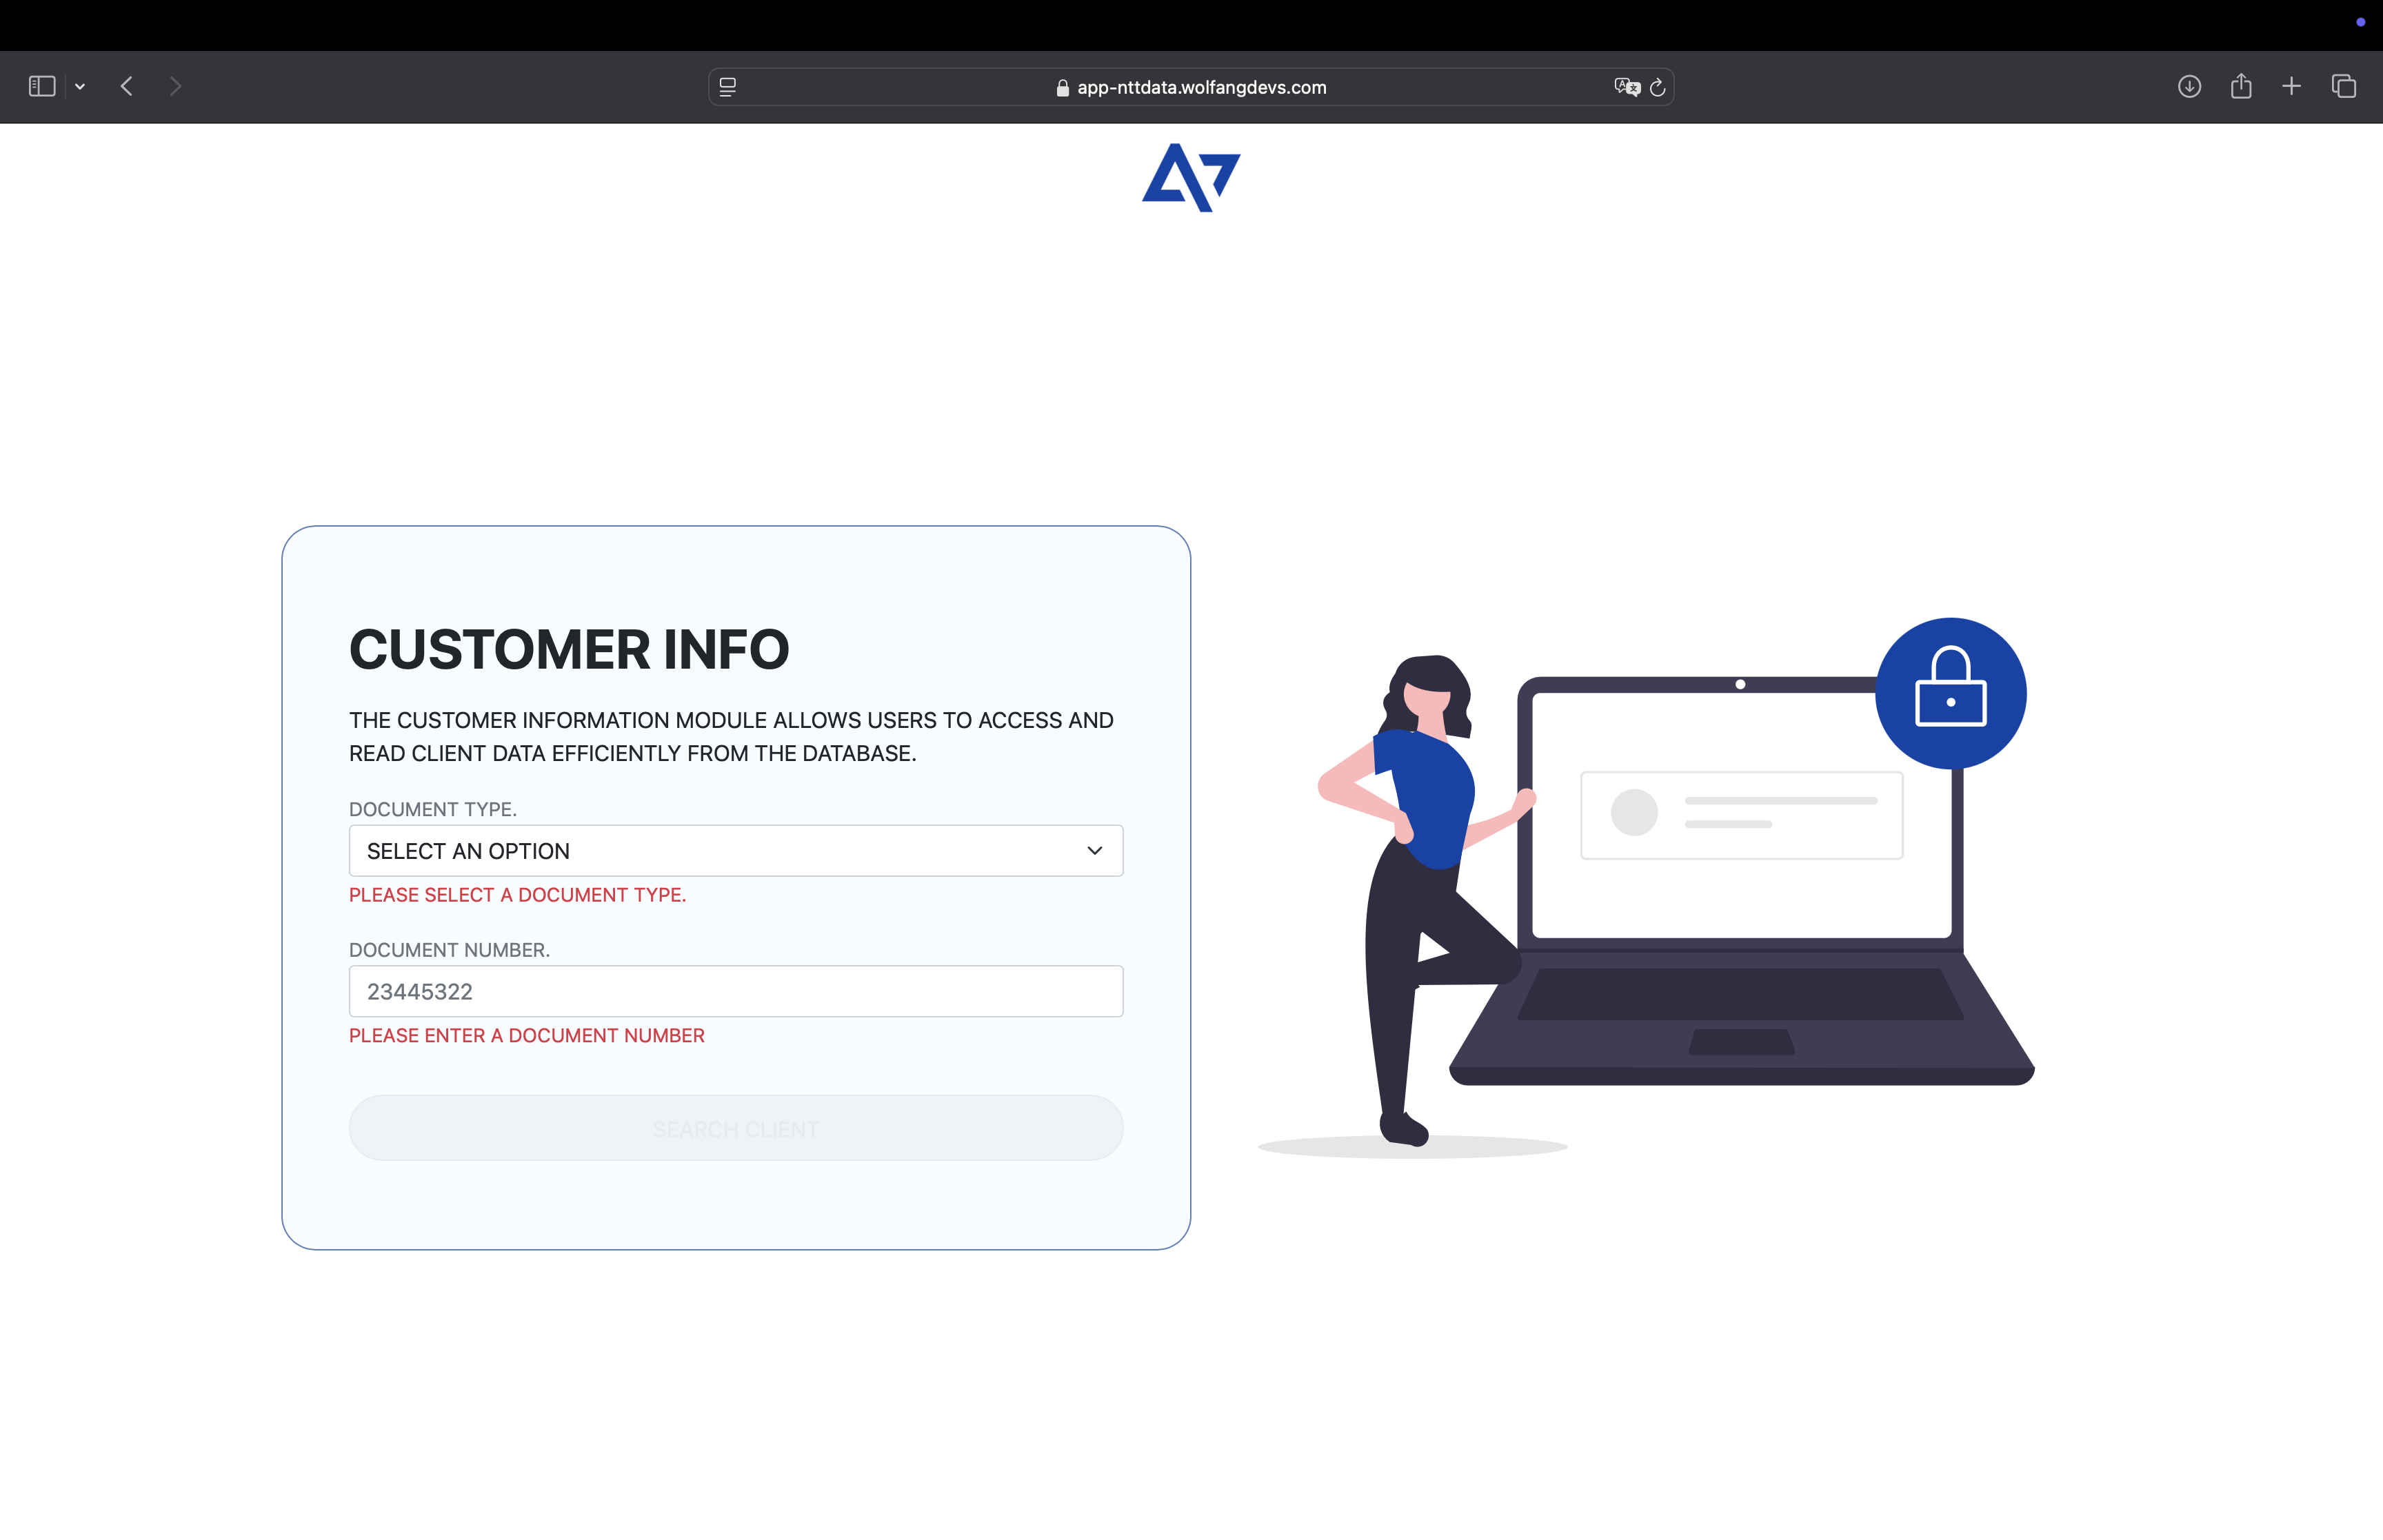 app-nttdata.wolfangdevs.com
CUSTOMER INFO
THE CUSTOMER INFORMATION MODULE ALLOWS USERS TO ACCESS AND
READ CLIENT DATA EFFICIENTLY FROM THE DATABASE.
DOCUMENT TYPE.
SELECT AN OPTION
PLEASE SELECT A DOCUMENT TYPE.
DOCUMENT NUMBER.
23445322
PLEASE ENTER A DOCUMENT NUMBER
SEARCH CLIENT